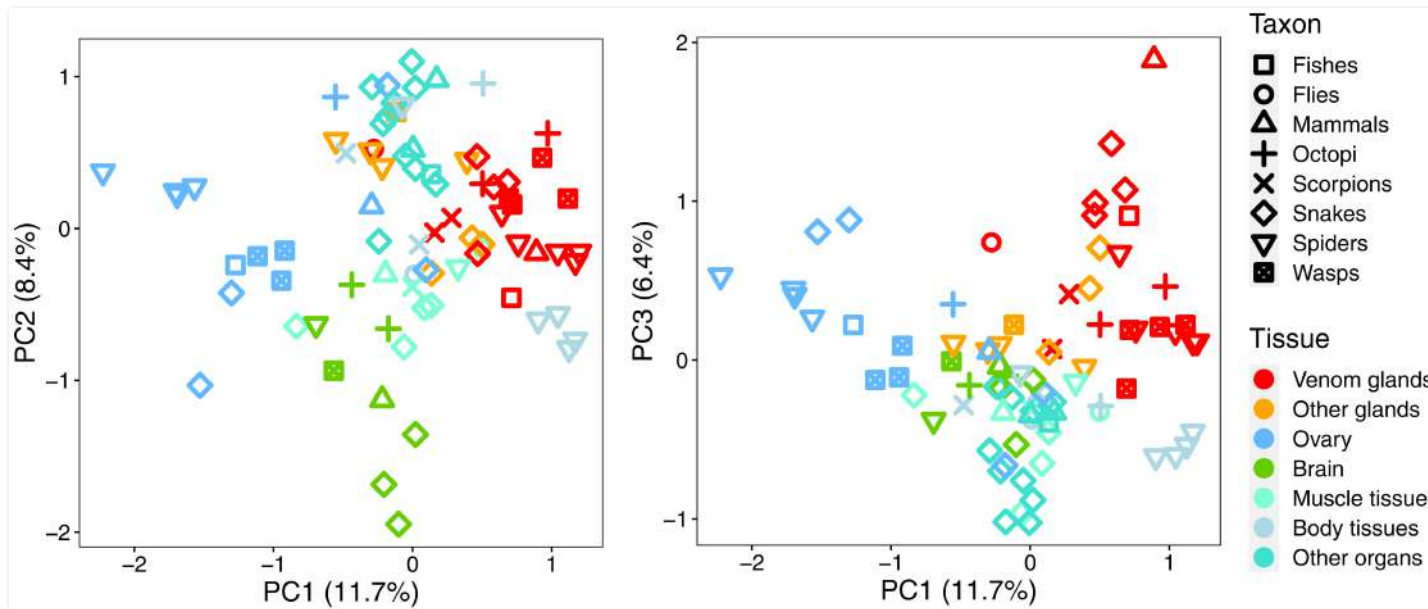 1
0
−1
−2
PC2 (8.4%)
−2
−1
0
1
PC1 (11.7%)
2
1
0
−1
PC3 (6.4%)
−2
−1
0
1
PC1 (11.7%)
Taxon
Fishes
Flies
Mammals
Octopi
Scorpions
Snakes
Spiders
Wasps
Tissue
Venom glands
Other glands
Ovary
Brain
Muscle tissue
Body tissues
Other organs